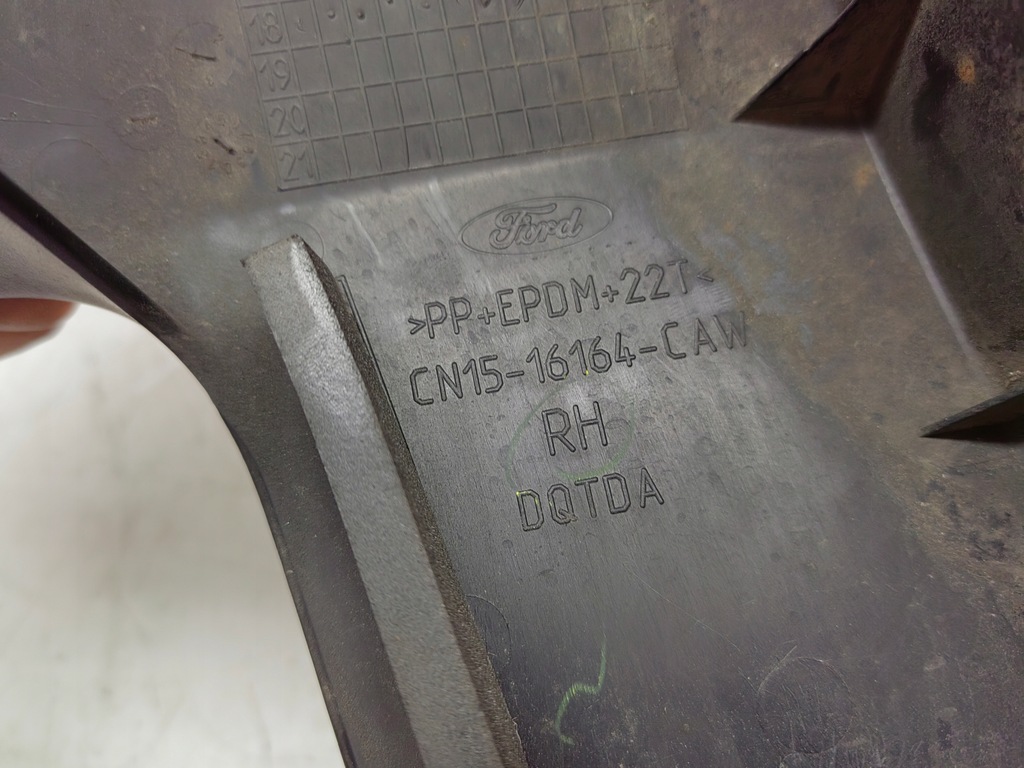 18
19
20
21
Ford
>PP+EPDM+22T<
CN15-16164-CAW
RH
DQTDA